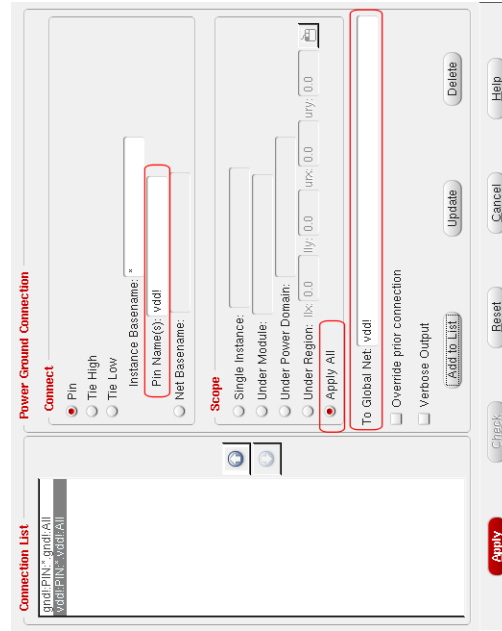 Connection List
gnd!:PIN:*.gnd!:All
vdd!:PIN:*.vdd!:All
Power Ground Connection
Connect
Pin
Tie High
Tie Low
Instance Basename: *
Pin Name(s): vdd!
Net Basename:
Scope
Single Instance:
Under Module:
Under Power Domain:
Under Region: llx: 0.0 lly: 0.0 urx: 0.0 ury: 0.0
Apply All
To Global Net: vdd!
Override prior connection
Verbose Output
Add to List Update Delete
Apply Check Reset Cancel Help